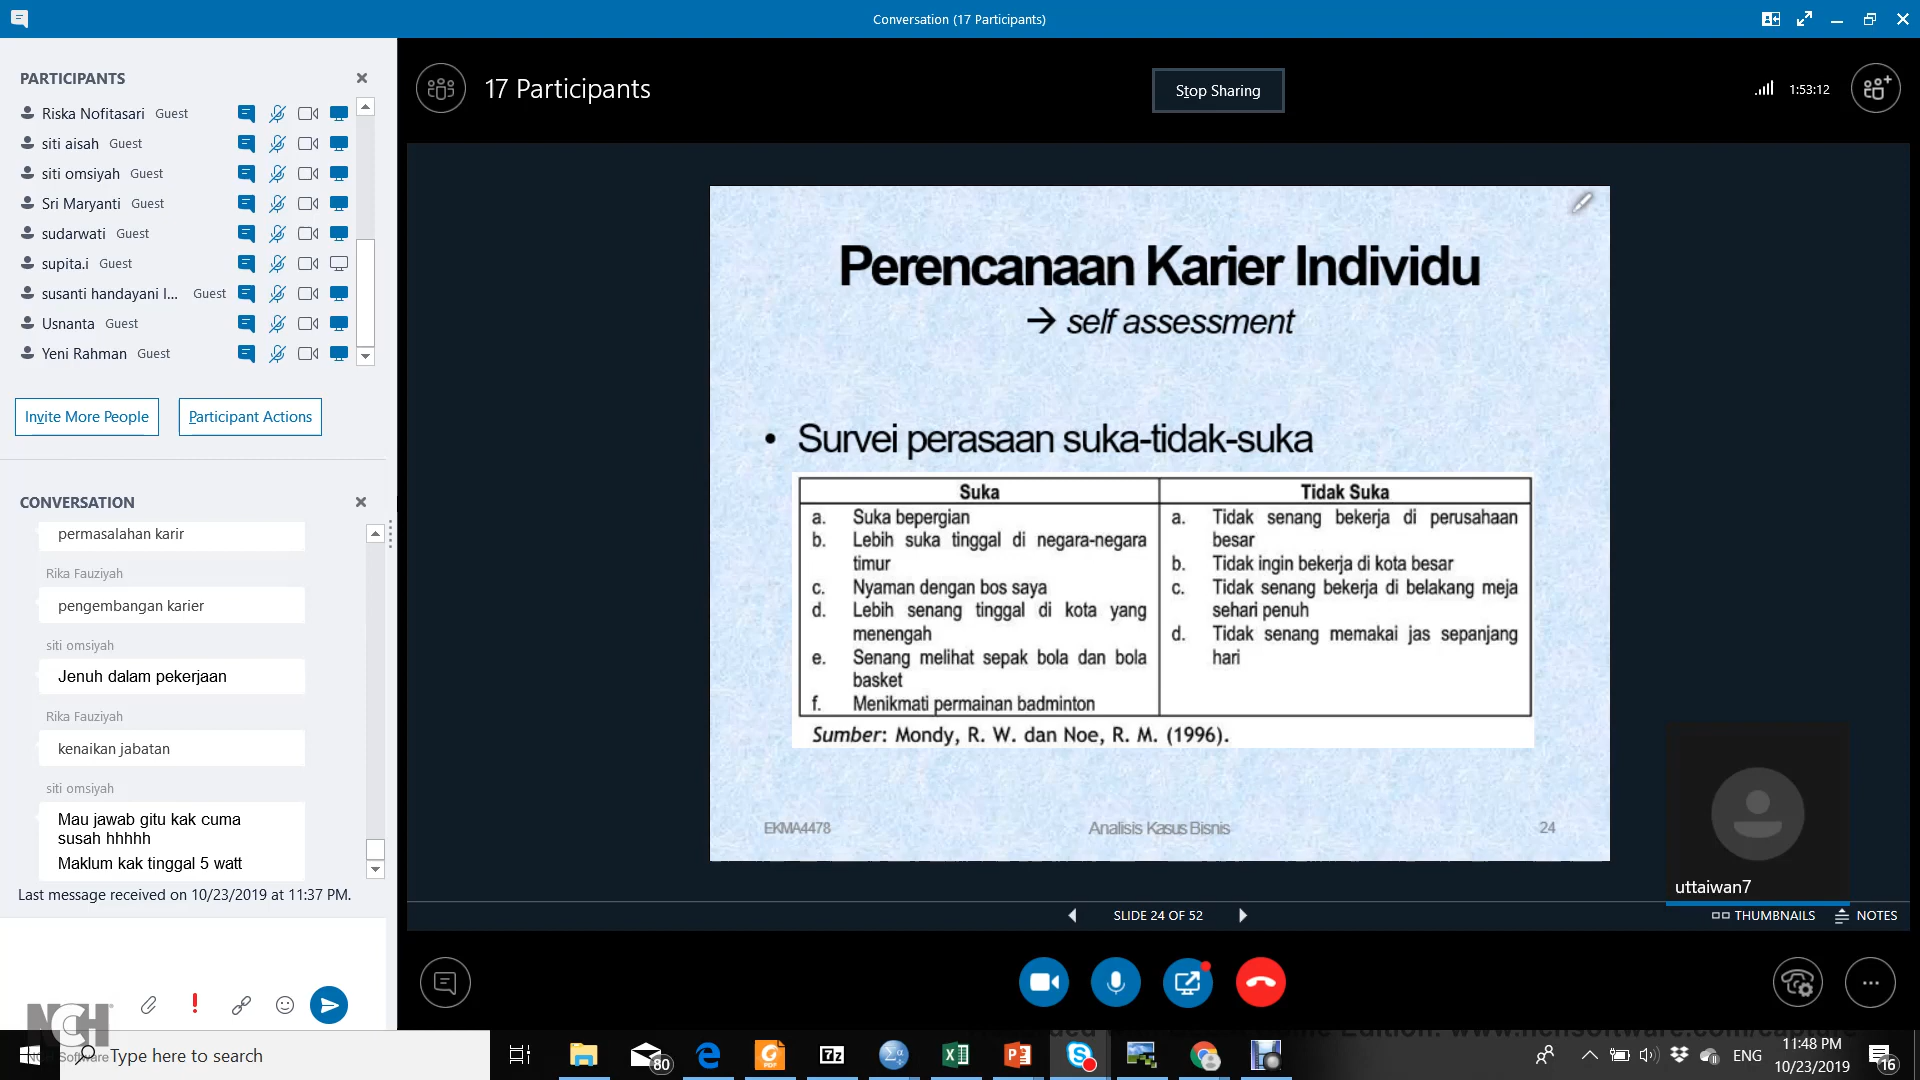 Conversation (17 Participants)
PARTICIPANTS
Riska Nofitasari Guest
siti aisah Guest
siti omsiyah Guest
Sri Maryanti Guest
sudarwati Guest
supita.i Guest
susanti handayani l... Guest
Usnanta Guest
Yeni Rahman Guest
Invite More People
Participant Actions
CONVERSATION
permasalahan karir
Rika Fauziyah
pengembangan karier
siti omsiyah
Jenuh dalam pekerjaan
Rika Fauziyah
kenaikan jabatan
siti omsiyah
Mau jawab gitu kak cuma
susah hhhhh
Maklum kak tinggal 5 watt
Last message received on 10/23/2019 at 11:37 PM.
17 Participants
Stop Sharing
1:53:12
Perencanaan Karier Individu
→ self assessment
• Survei perasaan suka-tidak-suka
Suka
a. Suka bepergian
b. Lebih suka tinggal di negara-negara
timur
c. Nyaman dengan bos saya
d. Lebih senang tinggal di kota yang
menengah
e. Senang melihat sepak bola dan bola
basket
f. Menikmati permainan badminton
Tidak Suka
a. Tidak senang bekerja di perusahaan
besar
b. Tidak ingin bekerja di kota besar
c. Tidak senang bekerja di belakang meja
sehari penuh
d. Tidak senang memakai jas sepanjang
hari
Sumber: Mondy, R. W. dan Noe, R. M. (1996).
EKMA4478
Analisis Kasus Bisnis
24
uttaiwan7
SLIDE 24 OF 52
THUMBNAILS
NOTES
NCH
Software
Type here to search
80
PDF
7z
Σα
ENG
11:48 PM
10/23/2019
16